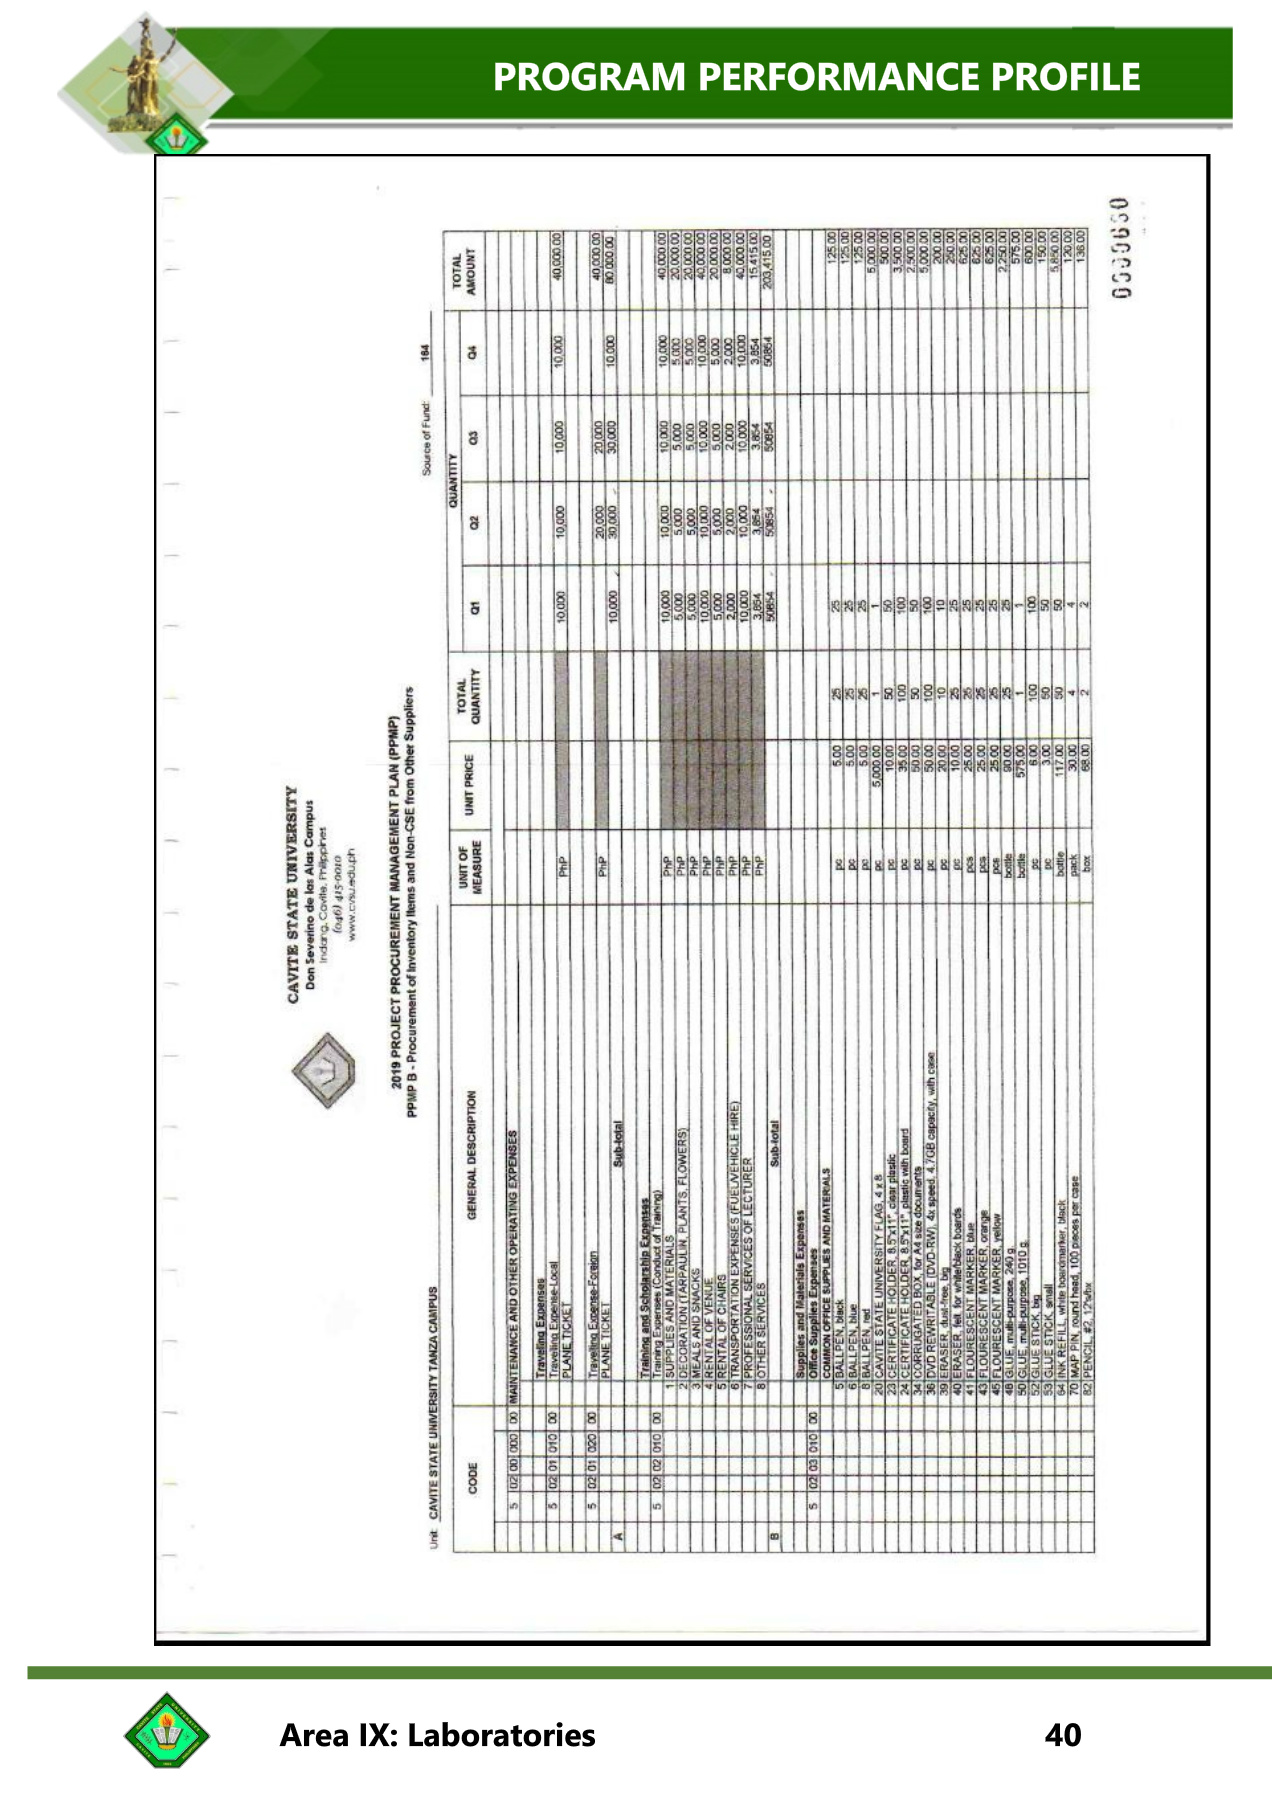 PROGRAM PERFORMANCE PROFILE
CAVITE STATE UNIVERSITY
Don Severino de las Alas Campus
Indang, Cavite, Philippines
(046) 415-0010
www.cvsu.edu.ph
2019 PROJECT PROCUREMENT MANAGEMENT PLAN (PPMP)
PPMP B - Procurement of Inventory Items and Non-CSE from Other Suppliers
Unit: CAVITE STATE UNIVERSITY TANZA CAMPUS Source of Fund: 164
CODE GENERAL DESCRIPTION UNIT OF MEASURE UNIT PRICE TOTAL QUANTITY QUANTITY TOTAL AMOUNT
Q1 Q2 Q3 Q4
5 02 00 000 00 MAINTENANCE AND OTHER OPERATING EXPENSES
Traveling Expenses
5 02 01 010 00 Travelling Expense-Local
PLANE TICKET PhP 10,000 10,000 10,000 10,000 40,000.00
5 02 01 020 00 Traveling Expense-Foreign
PLANE TICKET PhP 20,000 20,000 40,000.00
A Sub-total 10,000 30,000 30,000 10,000 80,000.00
Training and Scholarship Expenses
5 02 02 010 00 Training Expenses (Conduct of Training)
1 SUPPLIES AND MATERIALS PhP 10,000 10,000 10,000 10,000 40,000.00
2 DECORATION (TARPAULIN, PLANTS, FLOWERS) PhP 5,000 5,000 5,000 5,000 20,000.00
3 MEALS AND SNACKS PhP 5,000 5,000 5,000 5,000 20,000.00
4 RENTAL OF VENUE PhP 10,000 10,000 10,000 10,000 40,000.00
5 RENTAL OF CHAIRS PhP 5,000 5,000 5,000 5,000 20,000.00
6 TRANSPORTATION EXPENSES (FUEL/VEHICLE HIRE) PhP 2,000 2,000 2,000 2,000 8,000.00
7 PROFESSIONAL SERVICES OF LECTURER PhP 10,000 10,000 10,000 10,000 40,000.00
8 OTHER SERVICES PhP 3,854 3,854 3,854 3,854 15,415.00
B Sub-total 50854 50854 50854 50854 203,415.00
Supplies and Materials Expenses
5 02 03 010 00 Office Supplies Expenses
COMMON OFFICE SUPPLIES AND MATERIALS
5 BALLPEN, black pc 5.00 25 25 125.00
6 BALLPEN, blue pc 5.00 25 25 125.00
8 BALLPEN, red pc 5.00 25 25 125.00
20 CAVITE STATE UNIVERSITY FLAG, 4 x 8 pc 5,000.00 1 1 5,000.00
23 CERTIFICATE HOLDER, 8.5"x11", clear plastic pc 10.00 50 50 500.00
24 CERTIFICATE HOLDER, 8.5"x11", plastic with board pc 35.00 100 100 3,500.00
34 CORRUGATED BOX, for A4 size documents pc 50.00 50 50 2,500.00
36 DVD REWRITABLE (DVD-RW), 4x speed, 4.7GB capacity, with case pc 50.00 100 100 5,000.00
39 ERASER, dust-free, big pc 20.00 10 10 200.00
40 ERASER, felt, for white/black boards pc 10.00 25 25 250.00
41 FLOURESCENT MARKER, blue pcs 25.00 25 25 625.00
43 FLOURESCENT MARKER, orange pcs 25.00 25 25 625.00
45 FLOURESCENT MARKER, yellow pcs 25.00 25 25 625.00
48 GLUE, multi-purpose, 240 g. bottle 90.00 25 25 2,250.00
50 GLUE, multi-purpose, 1010 g. bottle 575.00 1 1 575.00
52 GLUE STICK, big pc 6.00 100 100 600.00
53 GLUE STICK, small pc 3.00 50 50 150.00
64 INK REFILL, white boardmarker, black bottle 117.00 50 50 5,850.00
70 MAP PIN, round head, 100 pieces per case pack 30.00 4 4 120.00
82 PENCIL, #2, 12's/box box 68.00 2 2 136.00
Area IX: Laboratories 40